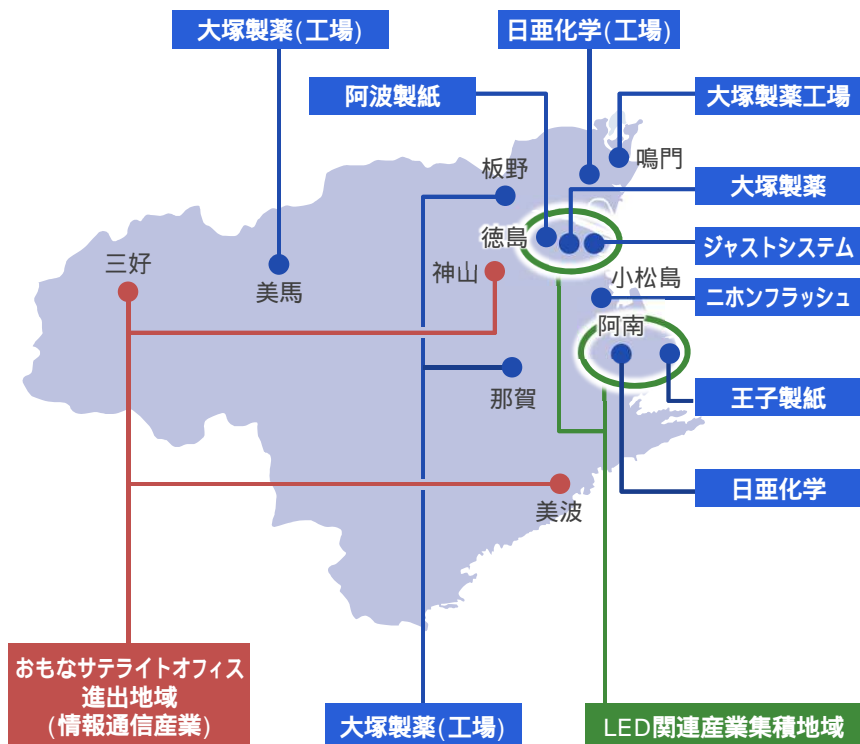 大塚製薬(工場)
日亜化学(工場)
阿波製紙
大塚製薬工場
鳴門
板野
大塚製薬
徳島
ジャストシステム
三好
美馬
神山
小松島
ニホンフラッシュ
阿南
那賀
王子製紙
日亜化学
美波
おもなサテライトオフィス
進出地域
(情報通信産業)
大塚製薬(工場)
LED関連産業集積地域